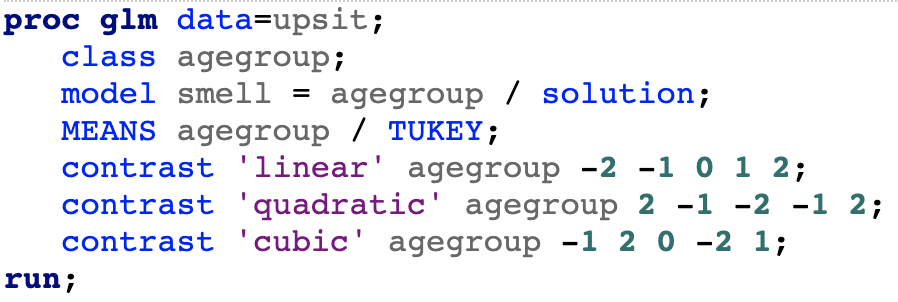 proc glm data=upsit;
class agegroup;
model smell = agegroup / solution;
MEANS agegroup / TUKEY;
contrast 'linear' agegroup -2 -1 0 1 2;
contrast 'quadratic' agegroup 2 -1 -2 -1 2;
contrast 'cubic' agegroup -1 2 0 -2 1;
run;